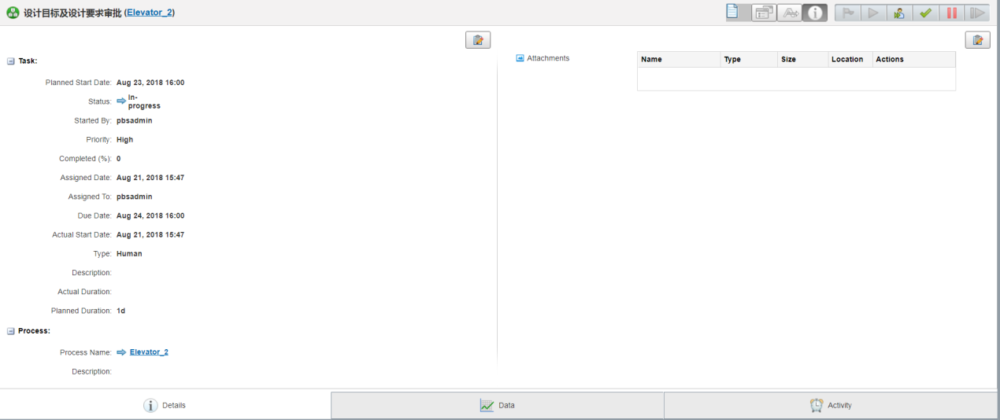 设计目标及设计要求审批 (Elevator_2)
Task:
Planned Start Date: Aug 23, 2018 16:00
Status: In-
progress
Started By: pbsadmin
Priority: High
Completed (%): 0
Assigned Date: Aug 21, 2018 15:47
Assigned To: pbsadmin
Due Date: Aug 24, 2018 16:00
Actual Start Date: Aug 21, 2018 15:47
Type: Human
Description:
Actual Duration:
Planned Duration: 1d
Process:
Process Name: Elevator_2
Description:
Attachments
Name Type Size Location Actions
Details Data Activity